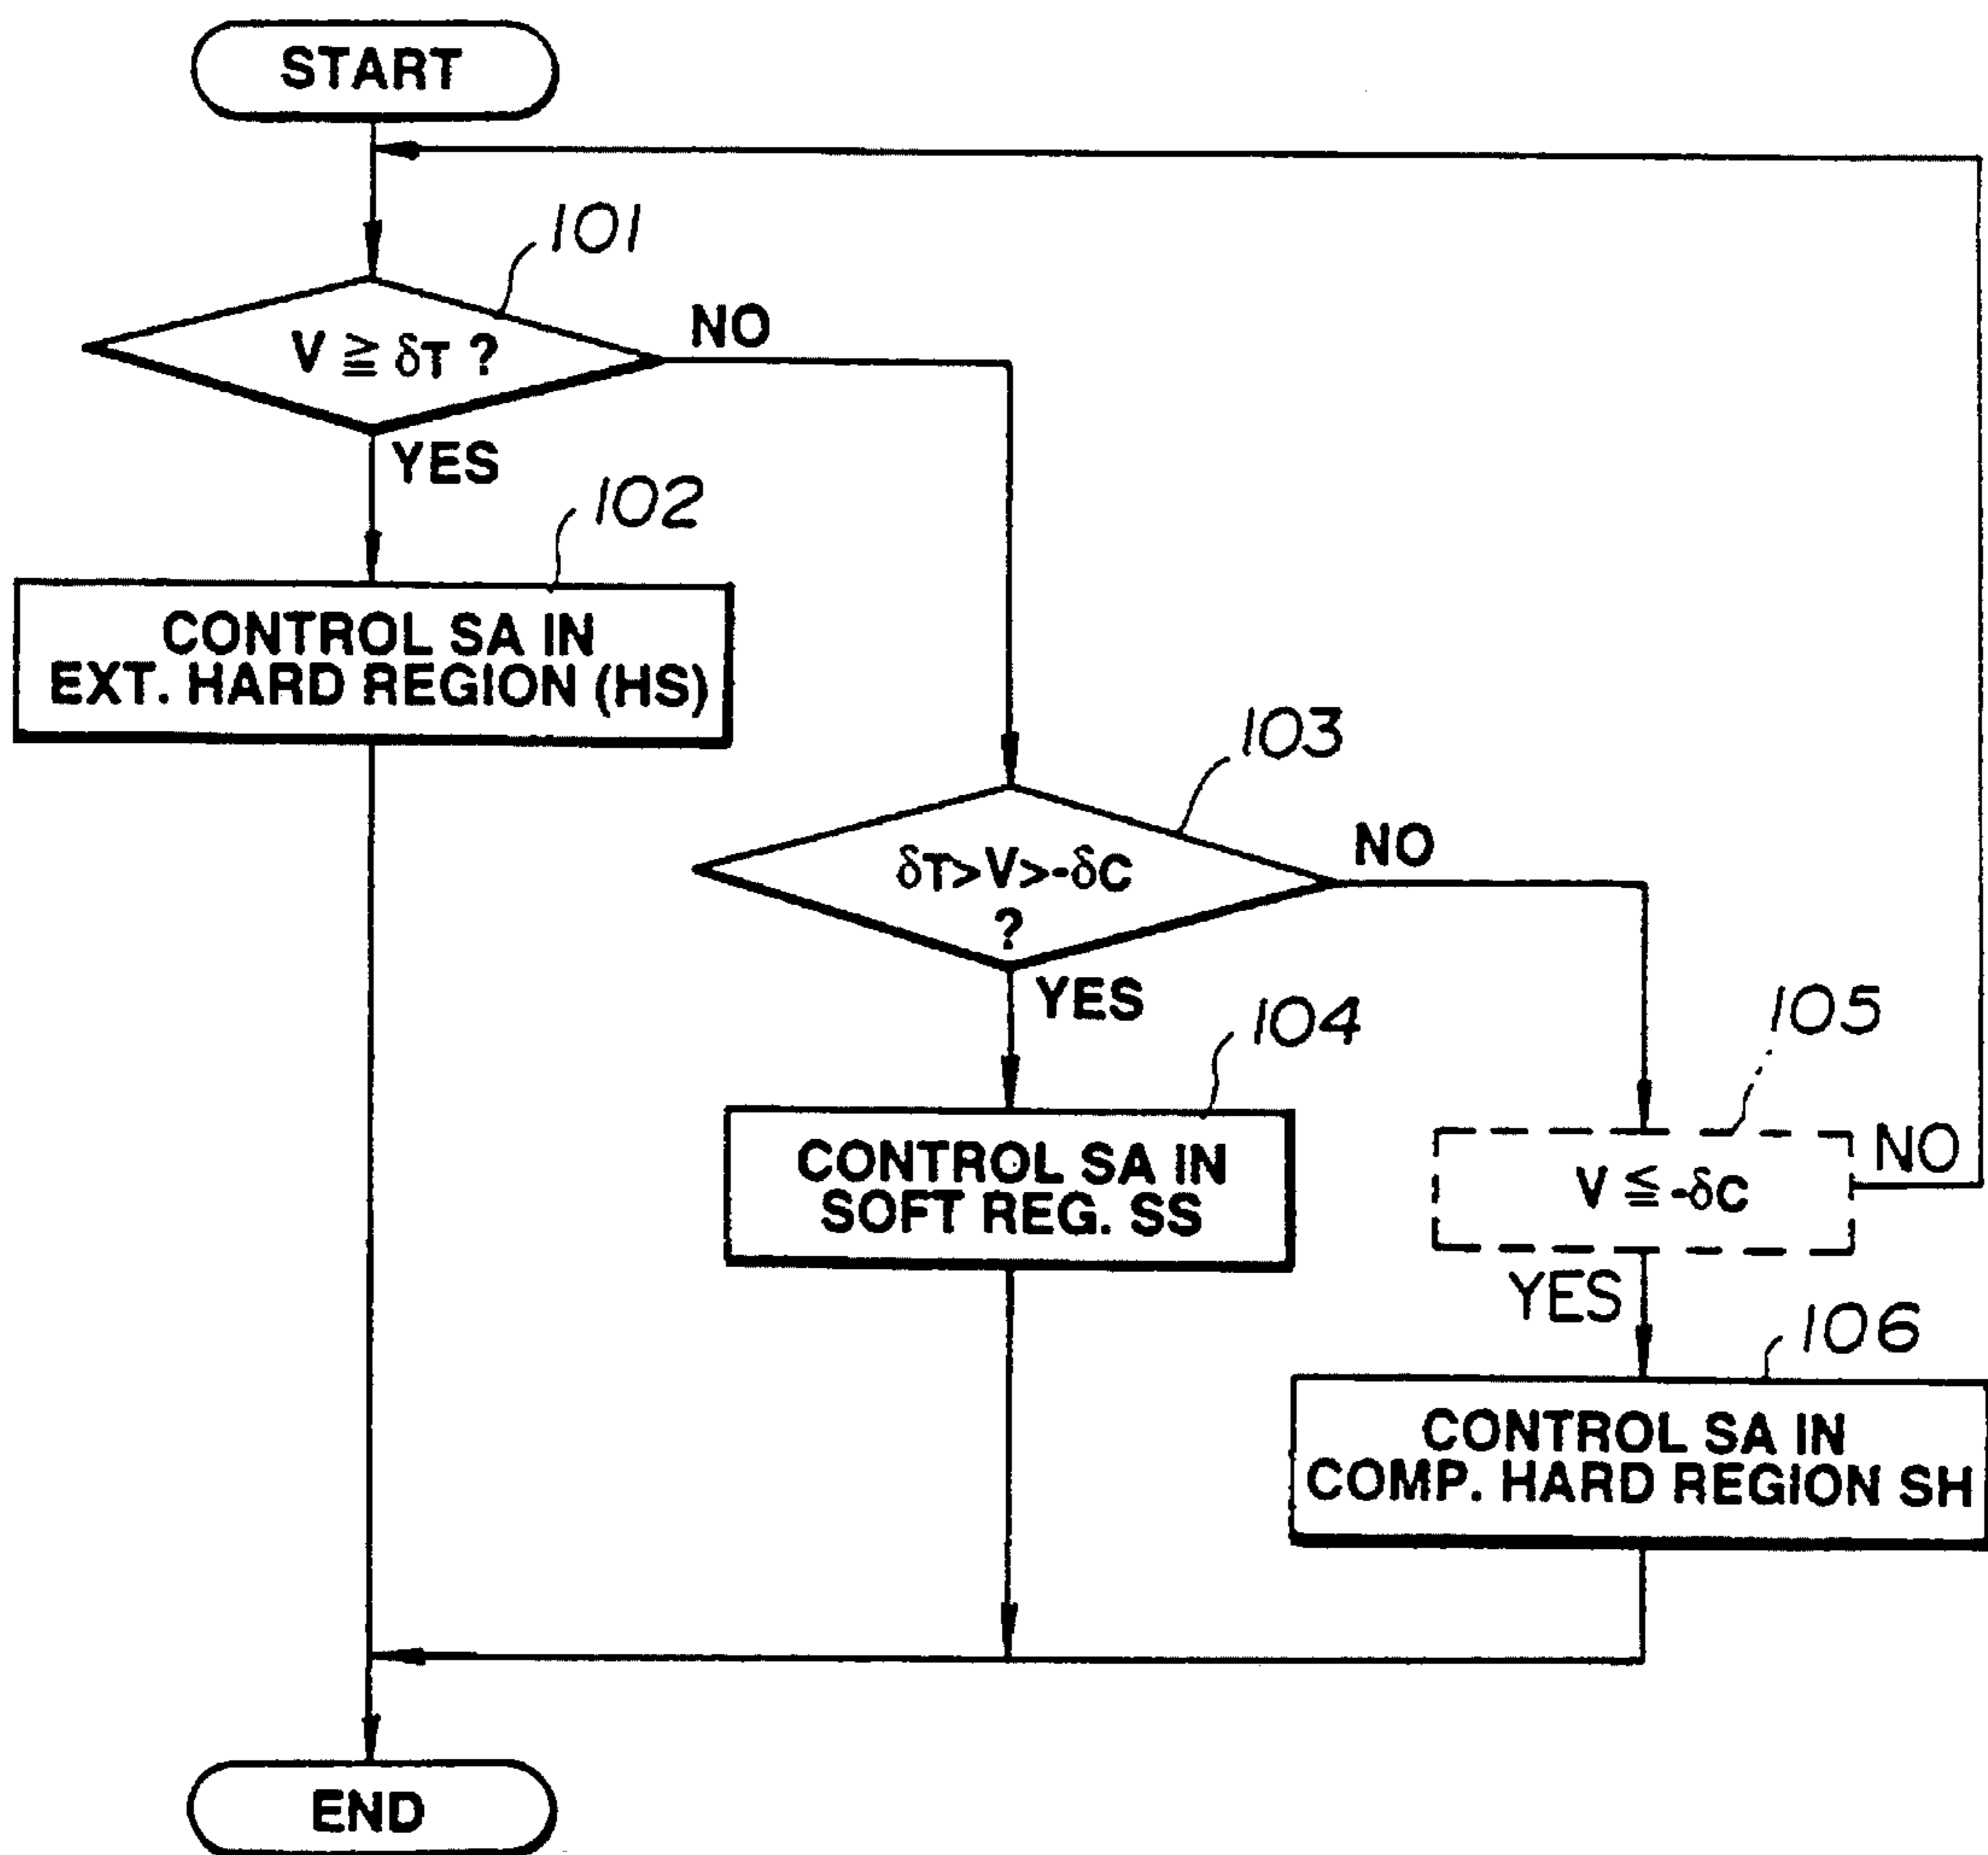 START
101
V ≧ δT ?
NO
YES
102
CONTROL SA IN
EXT. HARD REGION (HS)
103
δT>V>-δC
?
NO
YES
104
CONTROL SA IN
SOFT REG. SS
105
V ≦ -δC
NO
YES
106
CONTROL SA IN
COMP. HARD REGION SH
END